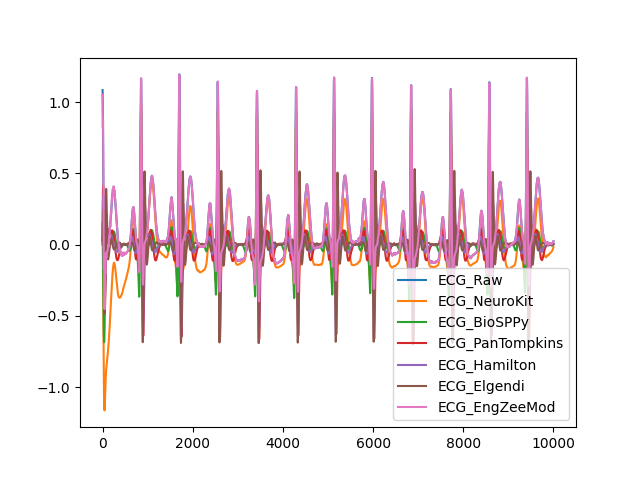 1.0
0.5
0.0
−0.5
−1.0
0 2000 4000 6000 8000 10000
ECG_Raw
ECG_NeuroKit
ECG_BioSPPy
ECG_PanTompkins
ECG_Hamilton
ECG_Elgendi
ECG_EngZeeMod